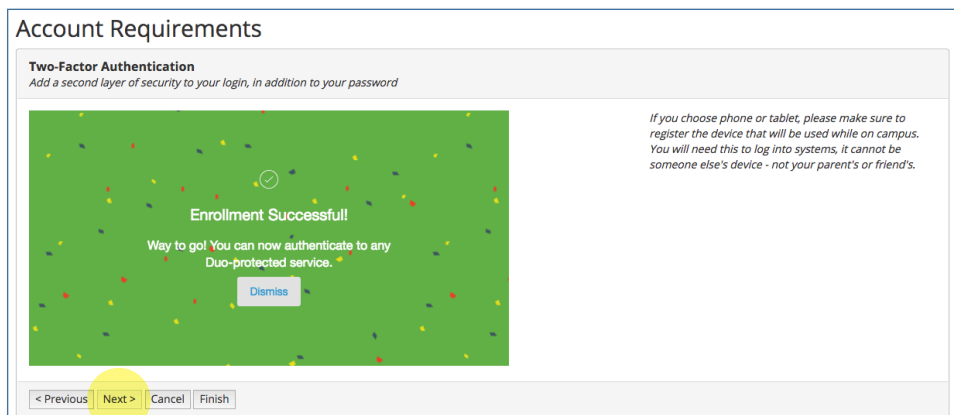 Account Requirements
Two-Factor Authentication
Add a second layer of security to your login, in addition to your password
Enrollment Successful!
Way to go! You can now authenticate to any
Duo-protected service.
Dismiss
If you choose phone or tablet, please make sure to
register the device that will be used while on campus.
You will need this to log into systems, it cannot be
someone else's device - not your parent's or friend's.
< Previous Next > Cancel Finish